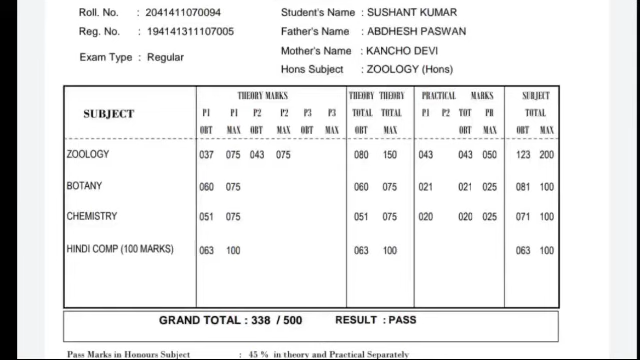 Roll. No. : 2041411070094 Student's Name : SUSHANT KUMAR
Reg. No. : 194141311107005 Father's Name : ABDHESH PASWAN
Mother's Name : KANCHO DEVI
Exam Type : Regular
Hons Subject : ZOOLOGY (Hons)
THEORY MARKS THEORY THEORY PRACTICAL MARKS SUBJECT
SUBJECT P1 P1 P2 P2 P3 P3 TOTAL TOTAL P1 P2 TOT PR TOTAL
OBT MAX OBT MAX OBT MAX OBT MAX OBT MAX OBT MAX
ZOOLOGY 037 075 043 075 080 150 043 043 050 123 200
BOTANY 060 075 060 075 021 021 025 081 100
CHEMISTRY 051 075 051 075 020 020 025 071 100
HINDI COMP (100 MARKS) 063 100 063 100 063 100
GRAND TOTAL : 338 / 500 RESULT : PASS
Pass Marks in Honours Subject : 45 % in theory and Practical Separately